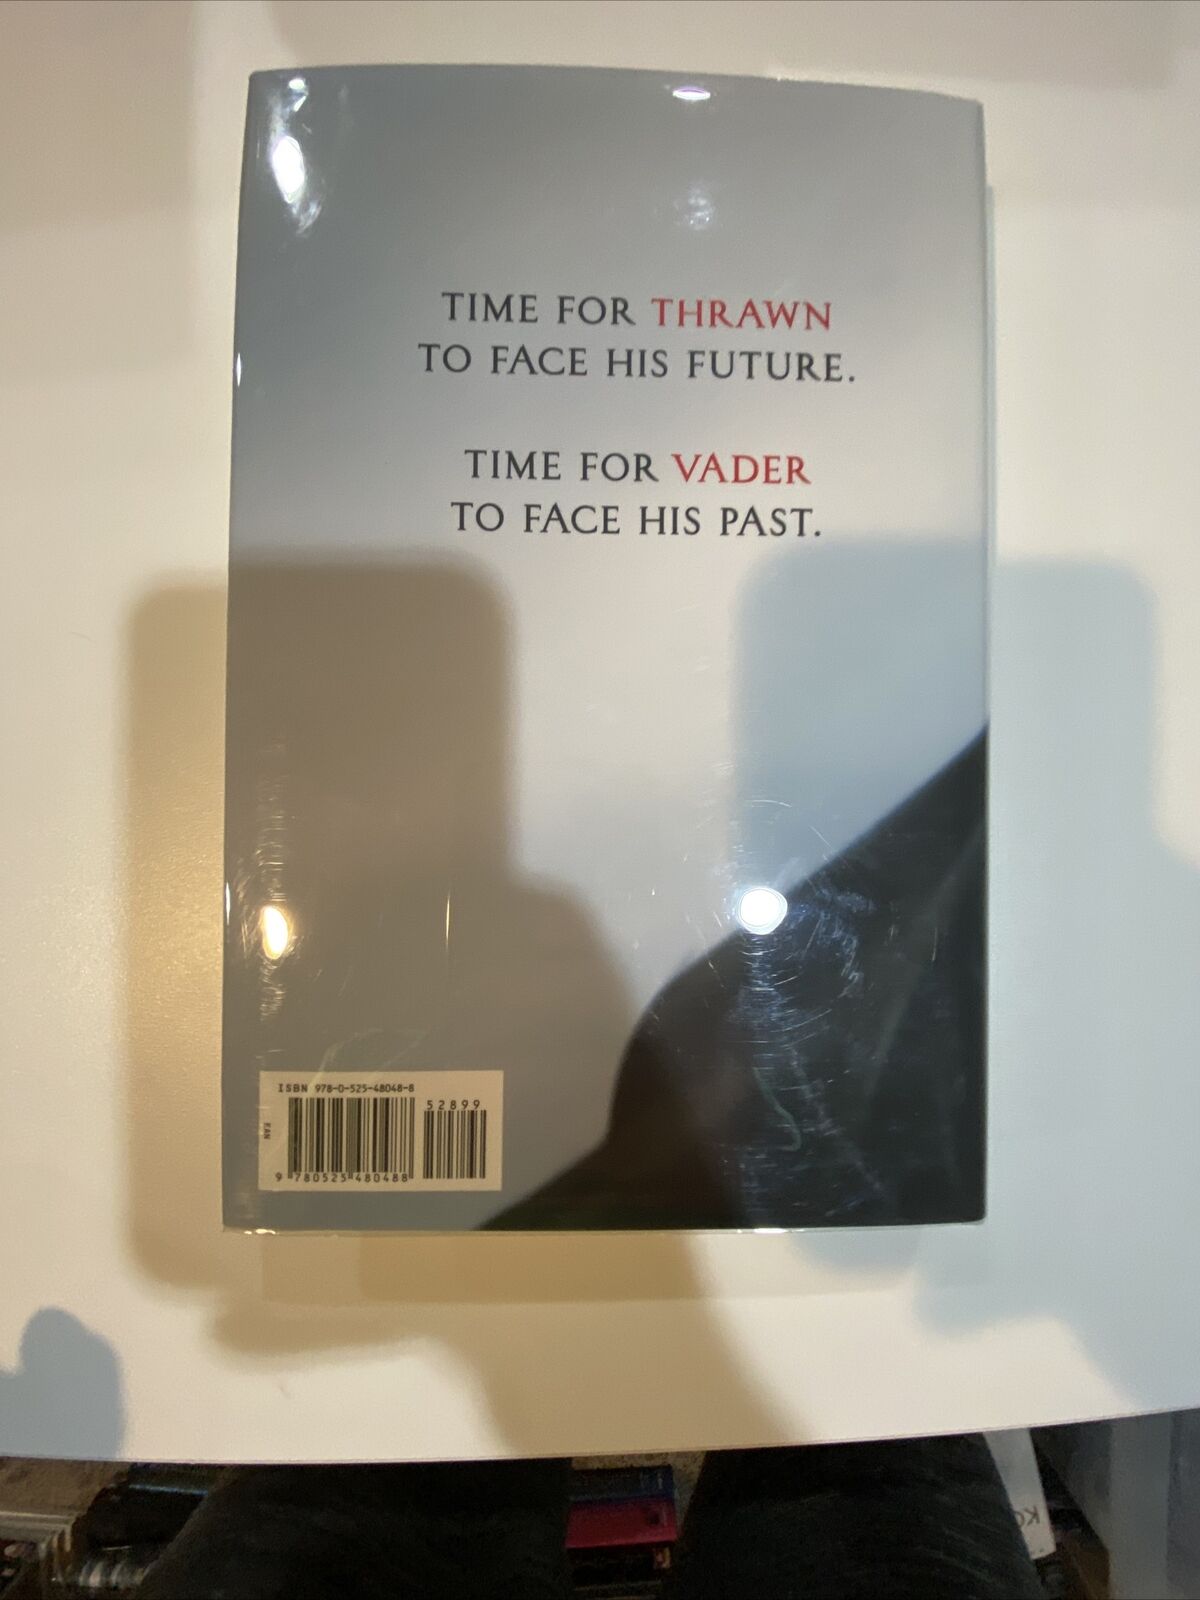 TIME FOR THRAWN
TO FACE HIS FUTURE.
TIME FOR VADER
TO FACE HIS PAST.
ISBN 978-0-525-48048-8
52899
EAN
9 780525 480488